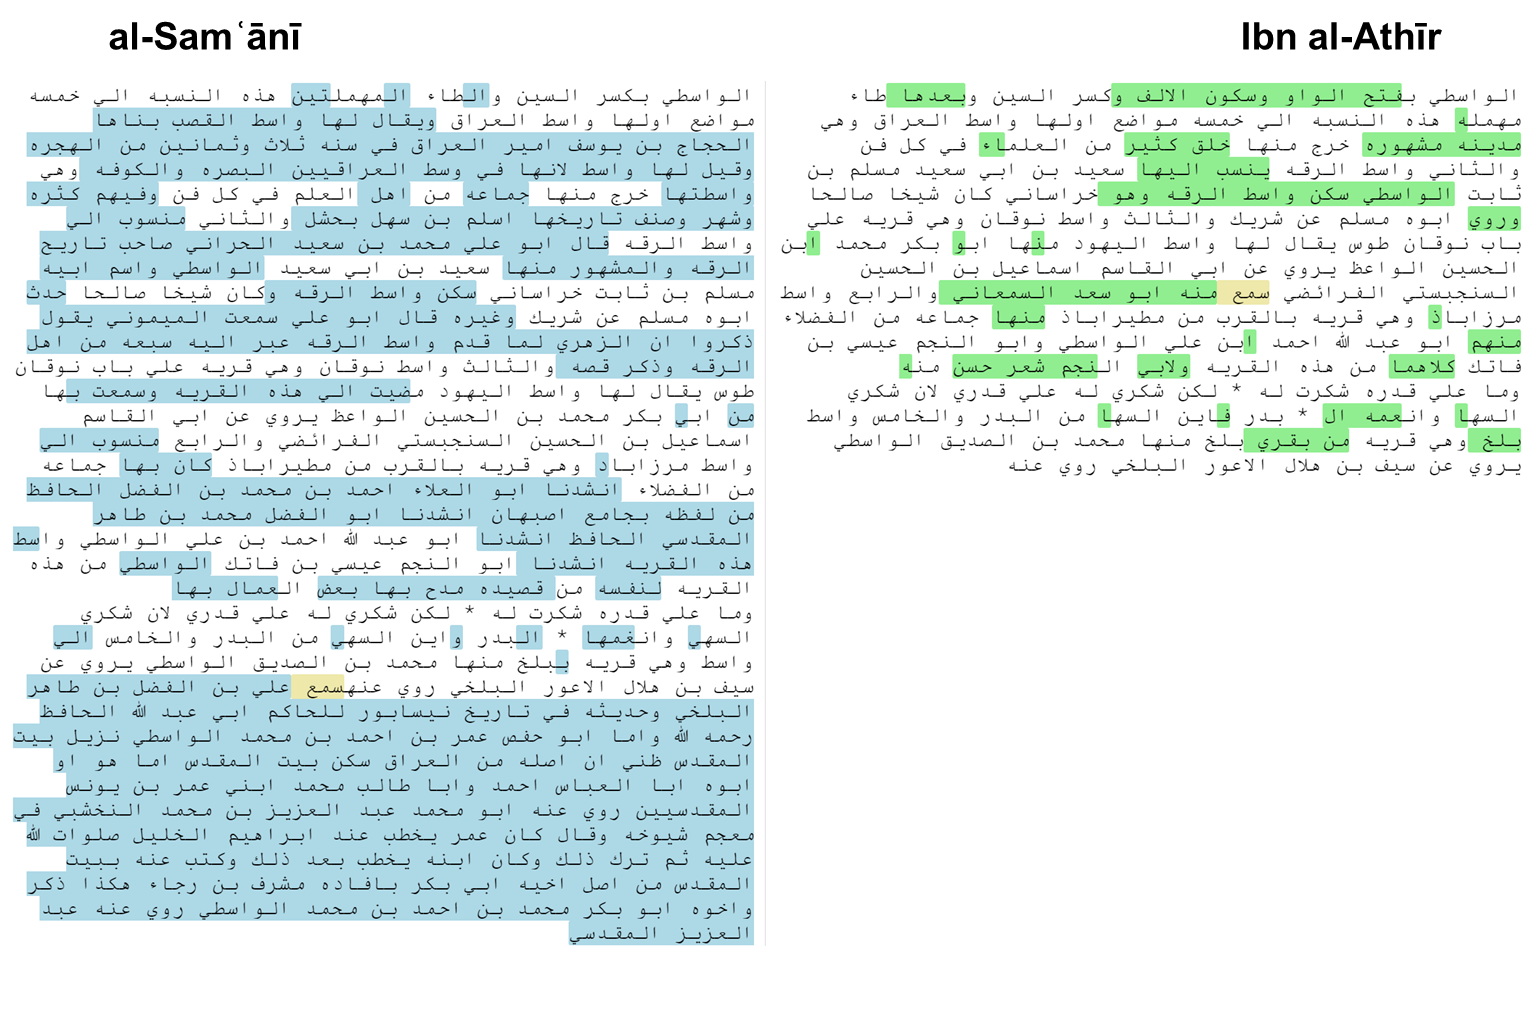 al-Samʿānī
الواسطي بكسر السين والطاء المهملتين هذه النسبه الي خمسه
مواضع اولها واسط العراق ويقال لها واسط القصب بناها
الحجاج بن يوسف امير العراق في سنه ثلاث وثمانين من الهجره
وقيل لها واسط لانها في وسط العراقيين البصره والكوفه وهي
واسطتها خرج منها جماعه من اهل العلم في كل فن وفيهم كثره
وشهر وصنف تاريخها اسلم بن سهل بحشل والثاني منسوب الي
واسط الرقه قال ابو علي محمد بن سعيد الحراني صاحب تاريج
الرقه والمشهور منها سعيد بن ابي سعيد الواسطي واسم ابيه
مسلم بن ثابت خراساني سكن واسط الرقه وكان شيخا صالحا حدث
ابوه مسلم عن شريك وغيره قال ابو علي سمعت الميموني يقول
ذكروا ان الزهري لما قدم واسط الرقه عبر اليه سبعه من اهل
الرقه وذكر قصه والثالث واسط نوقان وهي قريه علي باب نوقان
طوس يقال لها واسط اليهود مضيت الي هذه القريه وسمعت بها
من ابي بكر محمد بن الحسين الواعظ يروي عن ابي القاسم
اسماعيل بن الحسين السنجبستي الفرائضي والرابع منسوب الي
واسط مرزاباد وهي قريه بالقرب من مطيراباذ كان بها جماعه
من الفضلاء انشدنا ابو العلاء احمد بن محمد بن الفضل الحافظ
من لفظه بجامع اصبهان انشدنا ابو الفضل محمد بن طاهر
المقدسي الحافظ انشدنا ابو عبد الله احمد بن علي الواسطي واسط
هذه القريه انشدنا ابو النجم عيسي بن فاتك الواسطي من هذه
القريه لنفسه من قصيده مدح بها بعض العمال بها
وما علي قدره شكرت له * لكن شكري له علي قدري لان شكري
السهي وانغمها * البدر واين السهي من البدر والخامس الي
واسط وهي قريه ببلخ منها محمد بن الصديق الواسطي يروي عن
سيف بن هلال الاعور البلخي روي عنهسمع علي بن الفضل بن طاهر
البلخي وحديثه في تاريخ نيسابور للحاكم ابي عبد الله الحافظ
رحمه الله واما ابو حفص عمر بن احمد بن محمد الواسطي نزيل بيت
المقدس ظني ان اصله من العراق سكن بيت المقدس اما هو او
ابوه ابا العباس احمد وابا طالب محمد ابني عمر بن يونس
المقدسيين روي عنه ابو محمد عبد العزيز بن محمد النخشبي في
معجم شيوخه وقال كان عمر يخطب عند ابراهيم الخليل صلوات الله
عليه ثم ترك ذلك وكان ابنه يخطب بعد ذلك وكتب عنه ببيت
المقدس من اصل اخيه ابي بكر بافاده مشرف بن رجاء هكذا ذكر
واخوه ابو بكر محمد بن احمد بن محمد الواسطي روي عنه عبد
العزيز المقدسي
Ibn al-Athīr
الواسطي بفتح الواو وسكون الالف وكسر السين وبعدها طاء
مهمله هذه النسبه الي خمسه مواضع اولها واسط العراق وهي
مدينه مشهوره خرج منها خلق كثير من العلماء في كل فن
والثاني واسط الرقه ينسب اليها سعيد بن ابي سعيد مسلم بن
ثابت الواسطي سكن واسط الرقه وهو خراساني كان شيخا صالحا
وروي ابوه مسلم عن شريك والثالث واسط نوقان وهي قريه علي
باب نوقان طوس يقال لها واسط اليهود منها ابو بكر محمد ابن
الحسين الواعظ يروي عن ابي القاسم اسماعيل بن الحسين
السنجبستي الفرائضي سمع منه ابو سعد السمعاني والرابع واسط
مرزاباذ وهي قريه بالقرب من مطيراباذ منها جماعه من الفضلاء
منهم ابو عبد الله احمد ابن علي الواسطي وابو النجم عيسي بن
فاتك كلاهما من هذه القريه ولابي النجم شعر حسن منه
وما علي قدره شكرت له * لكن شكري له علي قدري لان شكري
السها وانعمه ال * بدر فاين السها من البدر والخامس واسط
بلخ وهي قريه من بقري بلخ منها محمد بن الصديق الواسطي
يروي عن سيف بن هلال الاعور البلخي روي عنه